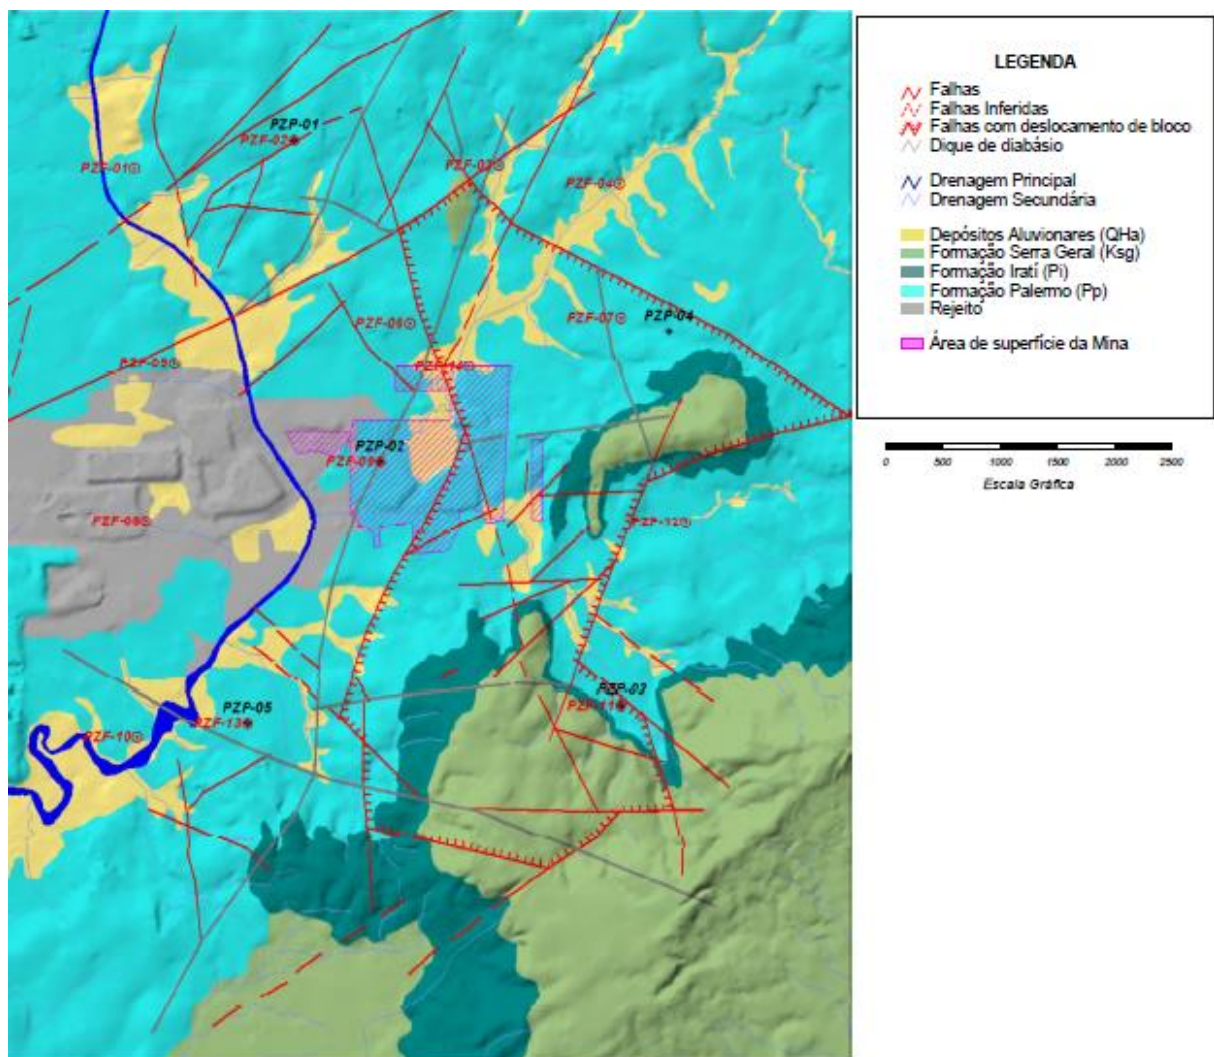 PZP-01
PZF-02
PZF-01
PZF-03
PZF-04
PZF-06
PZF-07
PZP-04
PZF-05
PZF-14
PZP-02
PZF-09
PZF-08
PZF-12
PZP-03
PZF-11
PZP-05
PZF-13
PZF-10
LEGENDA
Falhas
Falhas Inferidas
Falhas com deslocamento de bloco
Dique de diabásio
Drenagem Principal
Drenagem Secundária
Depósitos Aluvionares (QHa)
Formação Serra Geral (Ksg)
Formação Iratí (Pi)
Formação Palermo (Pp)
Rejeito
Área de superfície da Mina
0 500 1000 1500 2000 2500
Escala Gráfica